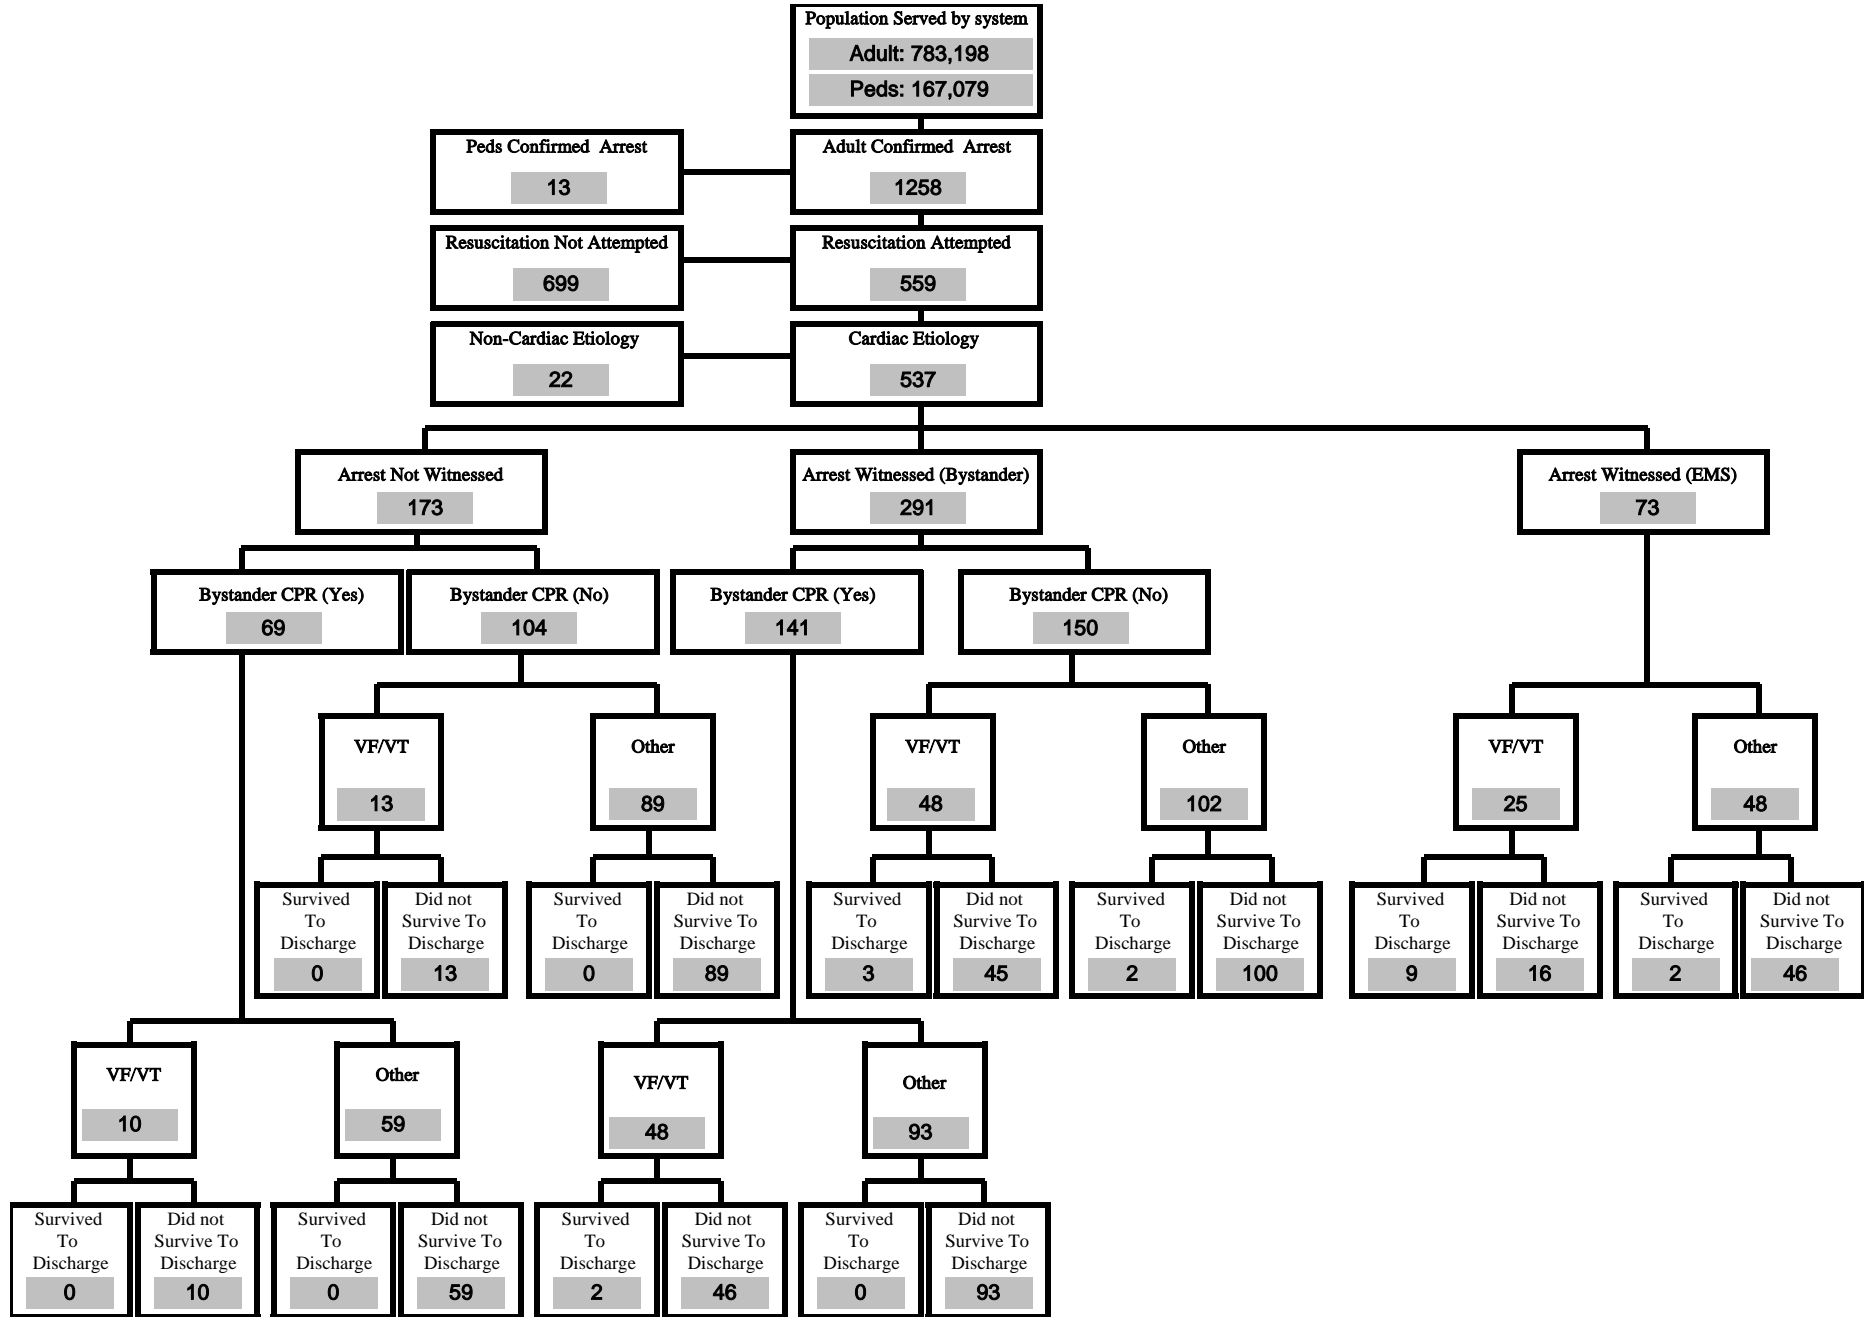 Population Served by system
Adult: 783,198
Peds: 167,079
Peds Confirmed Arrest
13
Adult Confirmed Arrest
1258
Resuscitation Not Attempted
699
Resuscitation Attempted
559
Non-Cardiac Etiology
22
Cardiac Etiology
537
Arrest Not Witnessed
173
Arrest Witnessed (Bystander)
291
Arrest Witnessed (EMS)
73
Bystander CPR (Yes)
69
Bystander CPR (No)
104
Bystander CPR (Yes)
141
Bystander CPR (No)
150
VF/VT
13
Other
89
VF/VT
48
Other
102
VF/VT
25
Other
48
Survived
To
Discharge
0
Did not
Survive To
Discharge
13
Survived
To
Discharge
0
Did not
Survive To
Discharge
89
Survived
To
Discharge
3
Did not
Survive To
Discharge
45
Survived
To
Discharge
2
Did not
Survive To
Discharge
100
Survived
To
Discharge
9
Did not
Survive To
Discharge
16
Survived
To
Discharge
2
Did not
Survive To
Discharge
46
VF/VT
10
Other
59
VF/VT
48
Other
93
Survived
To
Discharge
0
Did not
Survive To
Discharge
10
Survived
To
Discharge
0
Did not
Survive To
Discharge
59
Survived
To
Discharge
2
Did not
Survive To
Discharge
46
Survived
To
Discharge
0
Did not
Survive To
Discharge
93